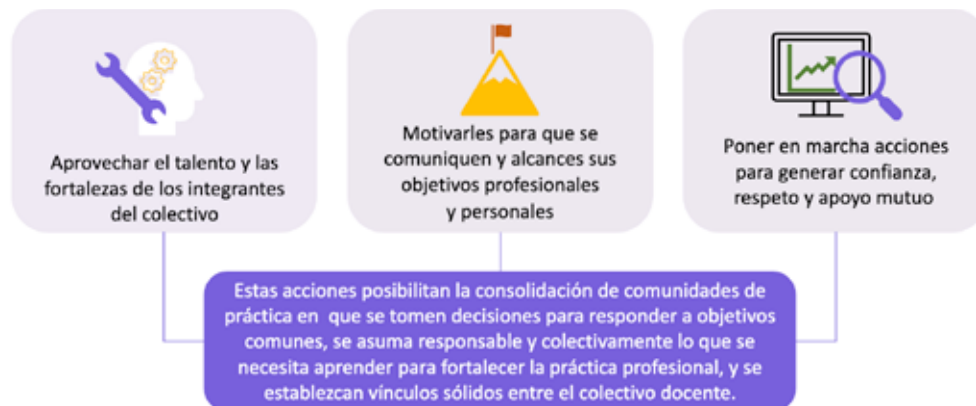 Aprovechar el talento y las
fortalezas de los integrantes
del colectivo
Motivarles para que se
comuniquen y alcances sus
objetivos profesionales
y personales
Poner en marcha acciones
para generar confianza,
respeto y apoyo mutuo
Estas acciones posibilitan la consolidación de comunidades de
práctica en que se tomen decisiones para responder a objetivos
comunes, se asuma responsable y colectivamente lo que se
necesita aprender para fortalecer la práctica profesional, y se
establezcan vínculos sólidos entre el colectivo docente.